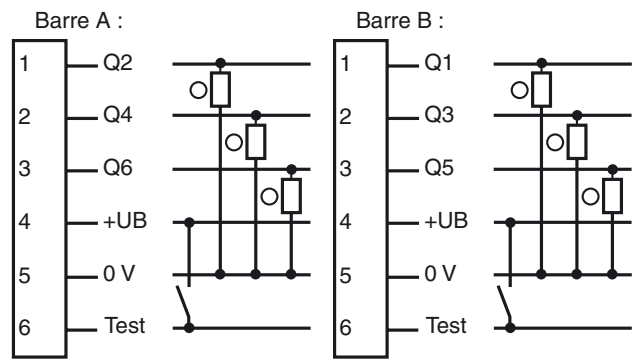 Barre A :
1 Q2
2 Q4
3 Q6
4 +UB
5 0 V
6 Test
Barre B :
1 Q1
2 Q3
3 Q5
4 +UB
5 0 V
6 Test